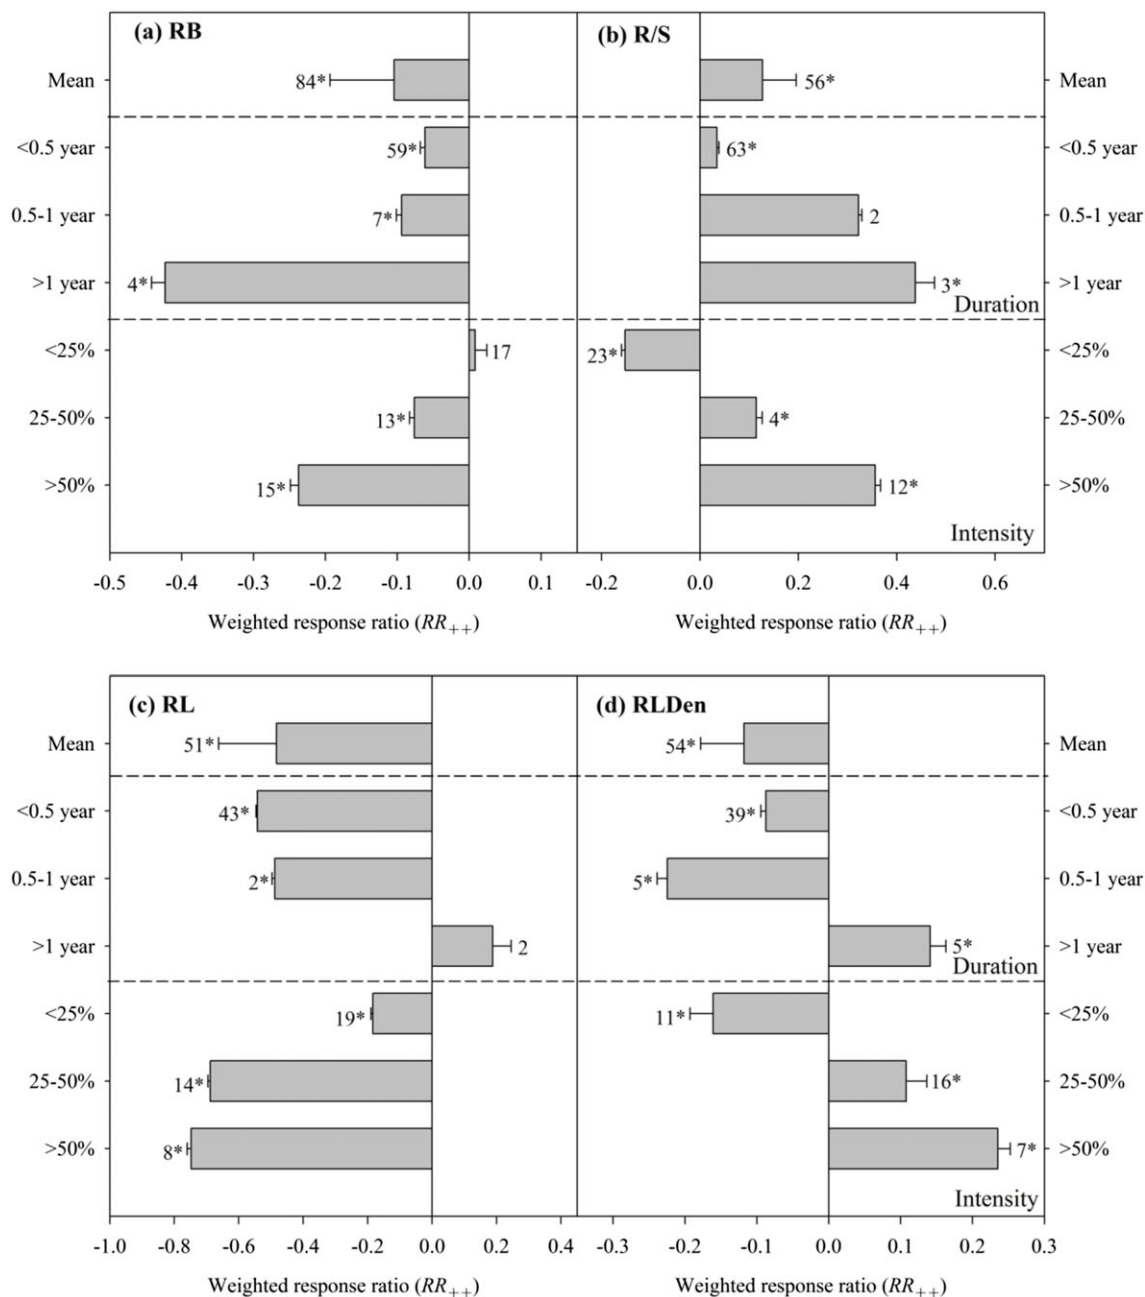 (a) RB
(b) R/S
Mean
84*
56*
Mean
<0.5 year
59*
63*
<0.5 year
0.5-1 year
7*
2
0.5-1 year
>1 year
4*
3*
>1 year
Duration
<25%
17
23*
<25%
25-50%
13*
4*
25-50%
>50%
15*
12*
>50%
Intensity
-0.5 -0.4 -0.3 -0.2 -0.1 0.0 0.1
-0.2 0.0 0.2 0.4 0.6
Weighted response ratio (RR++)
Weighted response ratio (RR++)
(c) RL
(d) RLDen
Mean
51*
54*
Mean
<0.5 year
43*
39*
<0.5 year
0.5-1 year
2*
5*
0.5-1 year
>1 year
2
5*
>1 year
Duration
<25%
19*
11*
<25%
25-50%
14*
16*
25-50%
>50%
8*
7*
>50%
Intensity
-1.0 -0.8 -0.6 -0.4 -0.2 0.0 0.2 0.4
-0.3 -0.2 -0.1 0.0 0.1 0.2 0.3
Weighted response ratio (RR++)
Weighted response ratio (RR++)